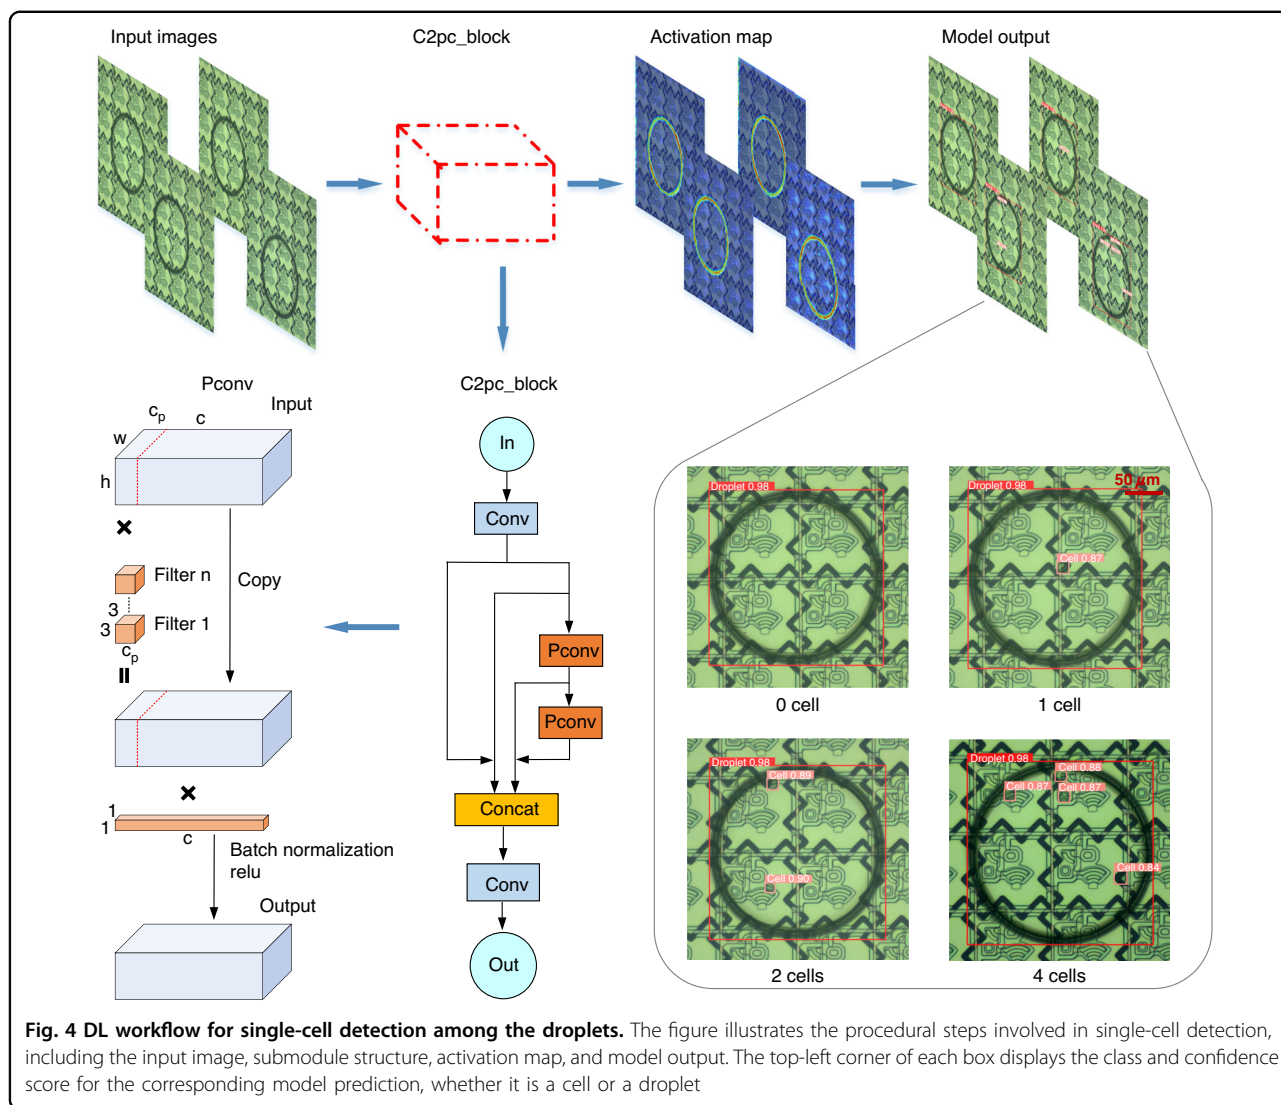 Input images
C2pc_block
Activation map
Model output
Pconv
Input
cp
c
w
h
Filter n
Copy
3
3
Filter 1
cp
1
1
c
Batch normalization
relu
Output
C2pc_block
In
Conv
Pconv
Pconv
Concat
Conv
Out
Droplet 0.98
0 cell
Droplet 0.98
50 μm
Cell 0.87
1 cell
Droplet 0.98
Cell 0.89
Cell 0.90
2 cells
Droplet 0.98
Cell 0.88
Cell 0.87
Cell 0.87
Cell 0.84
4 cells
Fig. 4 DL workflow for single-cell detection among the droplets. The figure illustrates the procedural steps involved in single-cell detection,
including the input image, submodule structure, activation map, and model output. The top-left corner of each box displays the class and confidence
score for the corresponding model prediction, whether it is a cell or a droplet